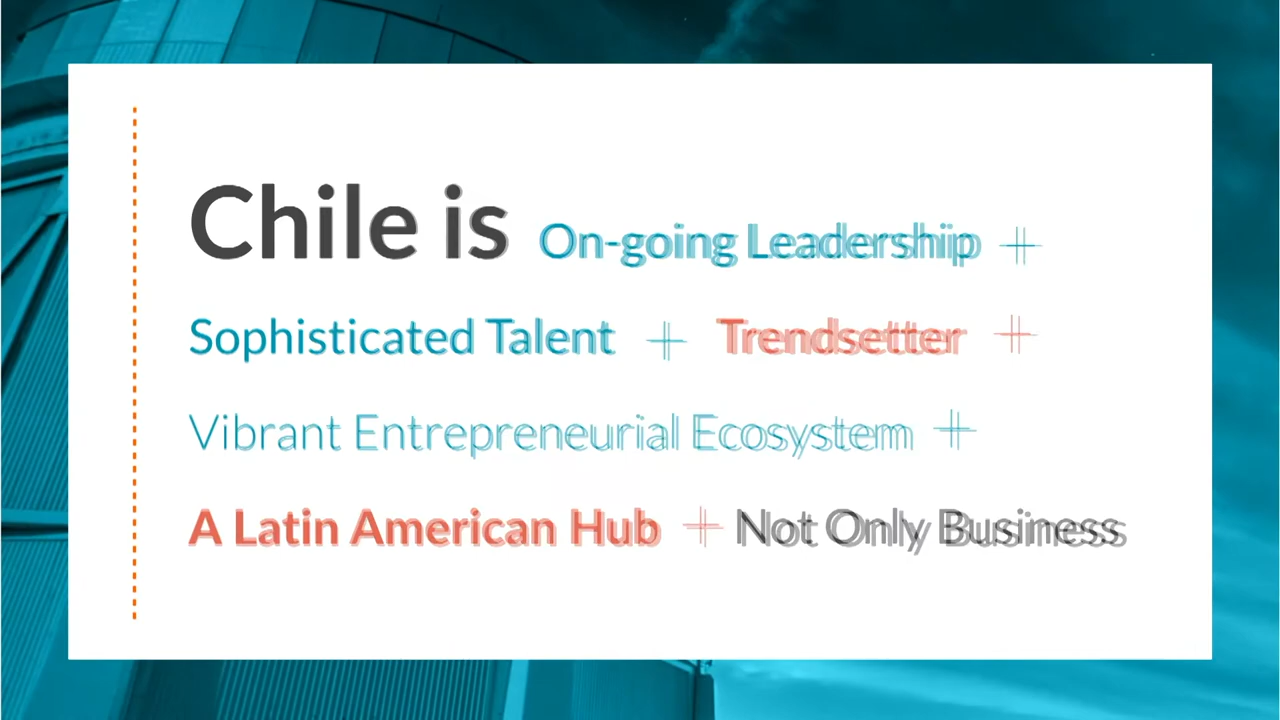 Chile is On-going Leadership +
Sophisticated Talent + Trendsetter +
Vibrant Entrepreneurial Ecosystem +
A Latin American Hub + Not Only Business